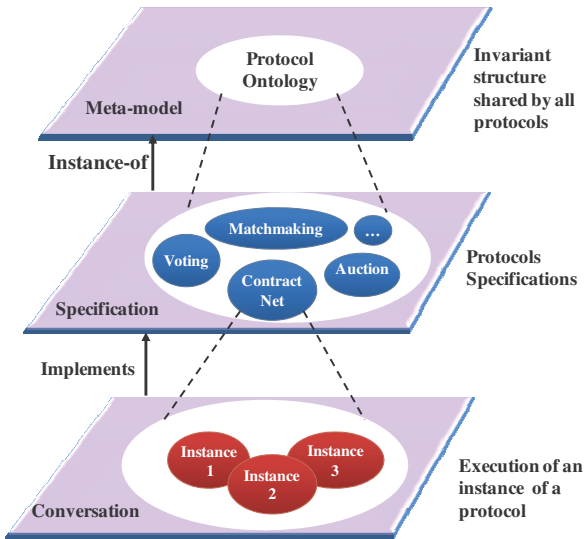 Protocol
Ontology
Meta-model
Invariant
structure
shared by all
protocols
Instance-of
Matchmaking
...
Voting
Auction
Contract
Net
Specification
Protocols
Specifications
Implements
Instance
1
Instance
2
Instance
3
Conversation
Execution of an
instance of a
protocol